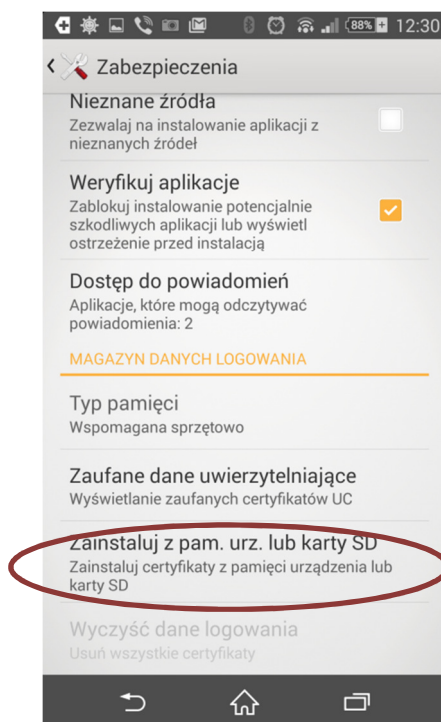 88% 12:30
Zabezpieczenia
Nieznane źródła
Zezwalaj na instalowanie aplikacji z
nieznanych źródeł
Weryfikuj aplikacje
Zablokuj instalowanie potencjalnie
szkodliwych aplikacji lub wyświetl
ostrzeżenie przed instalacją
Dostęp do powiadomień
Aplikacje, które mogą odczytywać
powiadomienia: 2
MAGAZYN DANYCH LOGOWANIA
Typ pamięci
Wspomagana sprzętowo
Zaufane dane uwierzytelniające
Wyświetlanie zaufanych certyfikatów UC
Zainstaluj z pam. urz. lub karty SD
Zainstaluj certyfikaty z pamięci urządzenia lub
karty SD
Wyczyść dane logowania
Usuń wszystkie certyfikaty